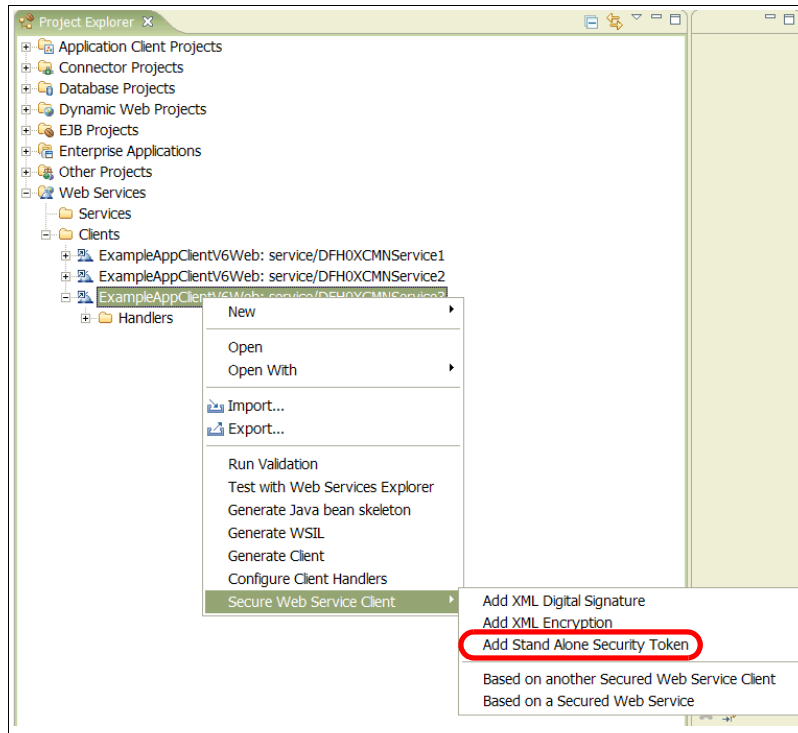 Project Explorer
Application Client Projects
Connector Projects
Database Projects
Dynamic Web Projects
EJB Projects
Enterprise Applications
Other Projects
Web Services
Services
Clients
ExampleAppClientV6Web: service/DFH0XCMNService1
ExampleAppClientV6Web: service/DFH0XCMNService2
ExampleAppClientV6Web: service/DFH0XCMNService3
Handlers
New
Open
Open With
Import...
Export...
Run Validation
Test with Web Services Explorer
Generate Java bean skeleton
Generate WSIL
Generate Client
Configure Client Handlers
Secure Web Service Client
Add XML Digital Signature
Add XML Encryption
Add Stand Alone Security Token
Based on another Secured Web Service Client
Based on a Secured Web Service